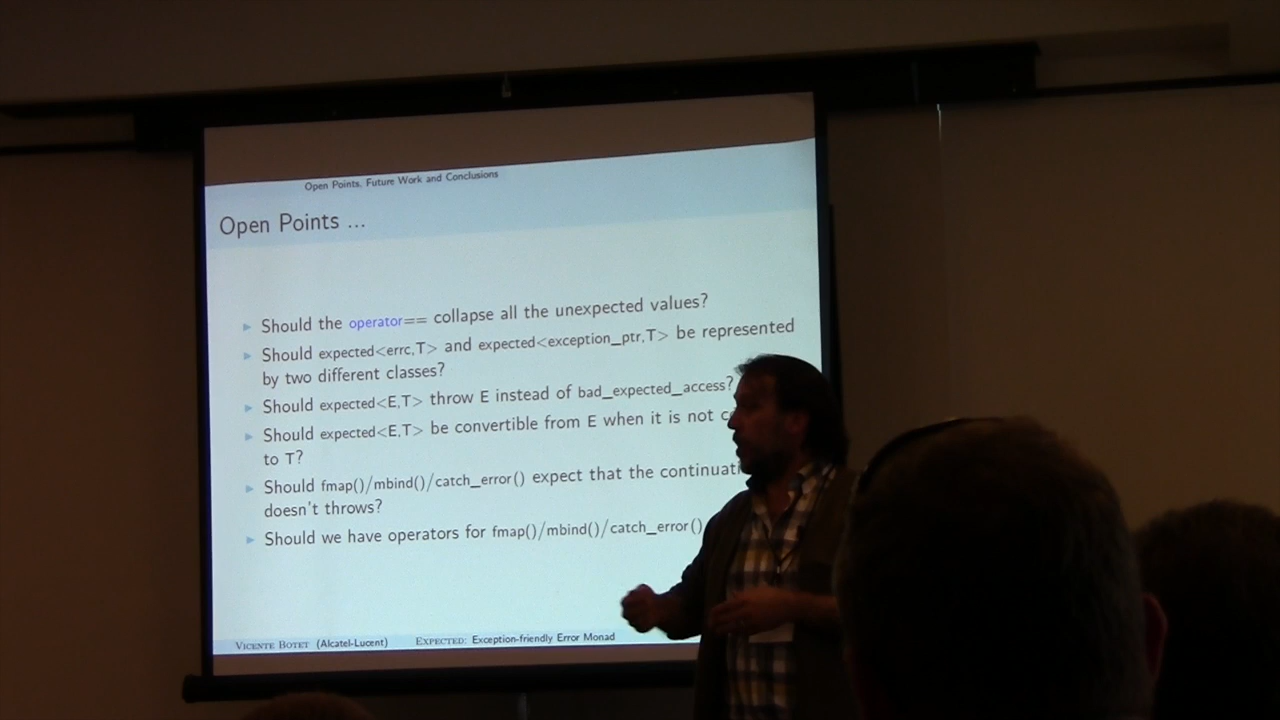 Open Points, Future Work and Conclusions
Open Points ...
Should the operator== collapse all the unexpected values?
Should expected<errc,T> and expected<exception_ptr,T> be represented
by two different classes?
Should expected<E,T> throw E instead of bad_expected_access?
Should expected<E,T> be convertible from E when it is not
to T?
Should fmap()/mbind()/catch_error() expect that the
doesn't throws?
Should we have operators for fmap()/mbind()/catch_error()
VICENTE BOTET (Alcatel-Lucent) EXPECTED: Exception-friendly Error Monad